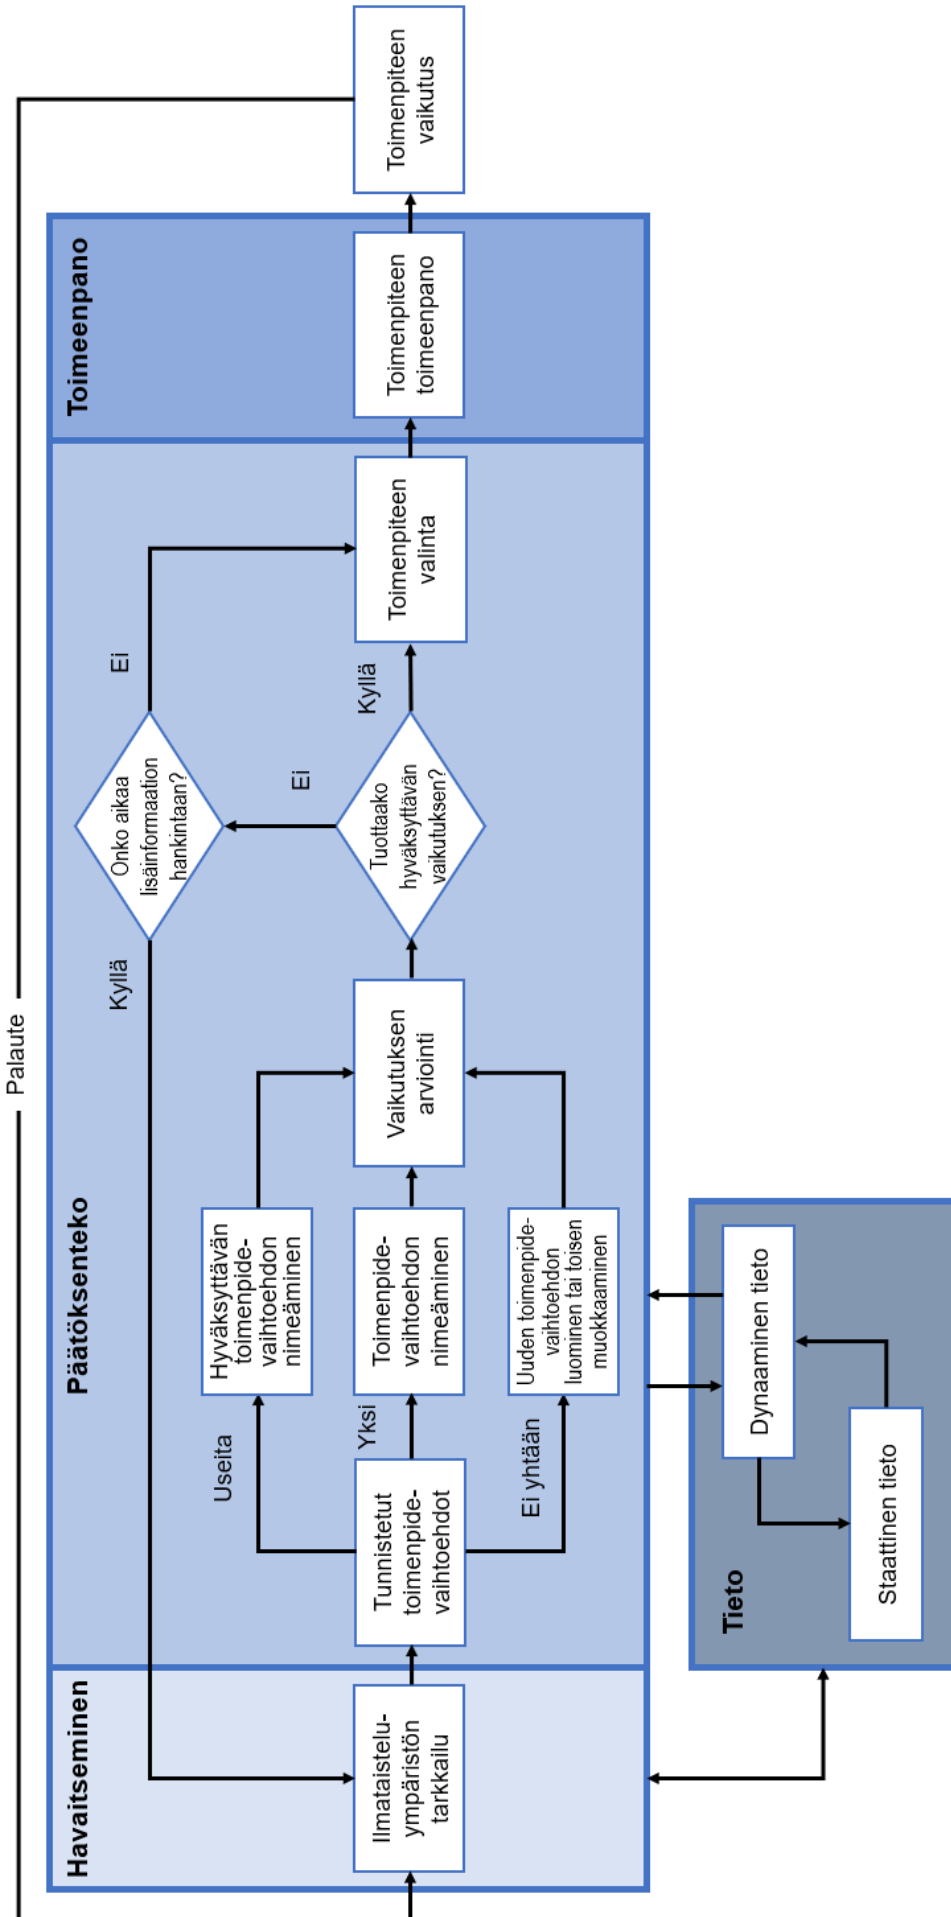 Palaute
Havaitseminen
Ilmataistelu-
ympäristön
tarkkailu
Päätöksenteko
Tunnistetut
toimenpide-
vaihtoehdot
Useita
Yksi
Ei yhtään
Hyväksyttävän
toimenpide-
vaihtoehdon
nimeäminen
Toimenpide-
vaihtoehdon
nimeäminen
Uuden toimenpide-
vaihtoehdon
luominen tai toisen
muokkaaminen
Vaikutuksen
arviointi
Kyllä
Onko aikaa
lisäinformaation
hankintaan?
Ei
Ei
Tuottaako
hyväksyttävän
vaikutuksen?
Kyllä
Toimenpiteen
valinta
Toimeenpano
Toimenpiteen
toimeenpano
Toimenpiteen
vaikutus
Tieto
Dynaaminen tieto
Staattinen tieto